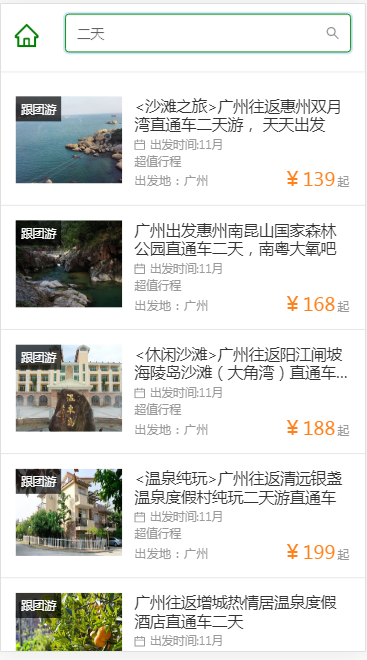 二天
跟团游
<沙滩之旅>广州往返惠州双月
湾直通车二天游， 天天出发
出发时间:11月
超值行程
出发地：广州
¥139起
跟团游
广州出发惠州南昆山国家森林
公园直通车二天，南粤大氧吧
出发时间:11月
超值行程
出发地：广州
¥168起
跟团游
<休闲沙滩>广州往返阳江闸坡
海陵岛沙滩（大角湾）直通车...
出发时间:11月
超值行程
出发地：广州
¥188起
跟团游
<温泉纯玩>广州往返清远银盏
温泉度假村纯玩二天游直通车
出发时间:11月
超值行程
出发地：广州
¥199起
跟团游
广州往返增城热情居温泉度假
酒店直通车二天
出发时间:11月